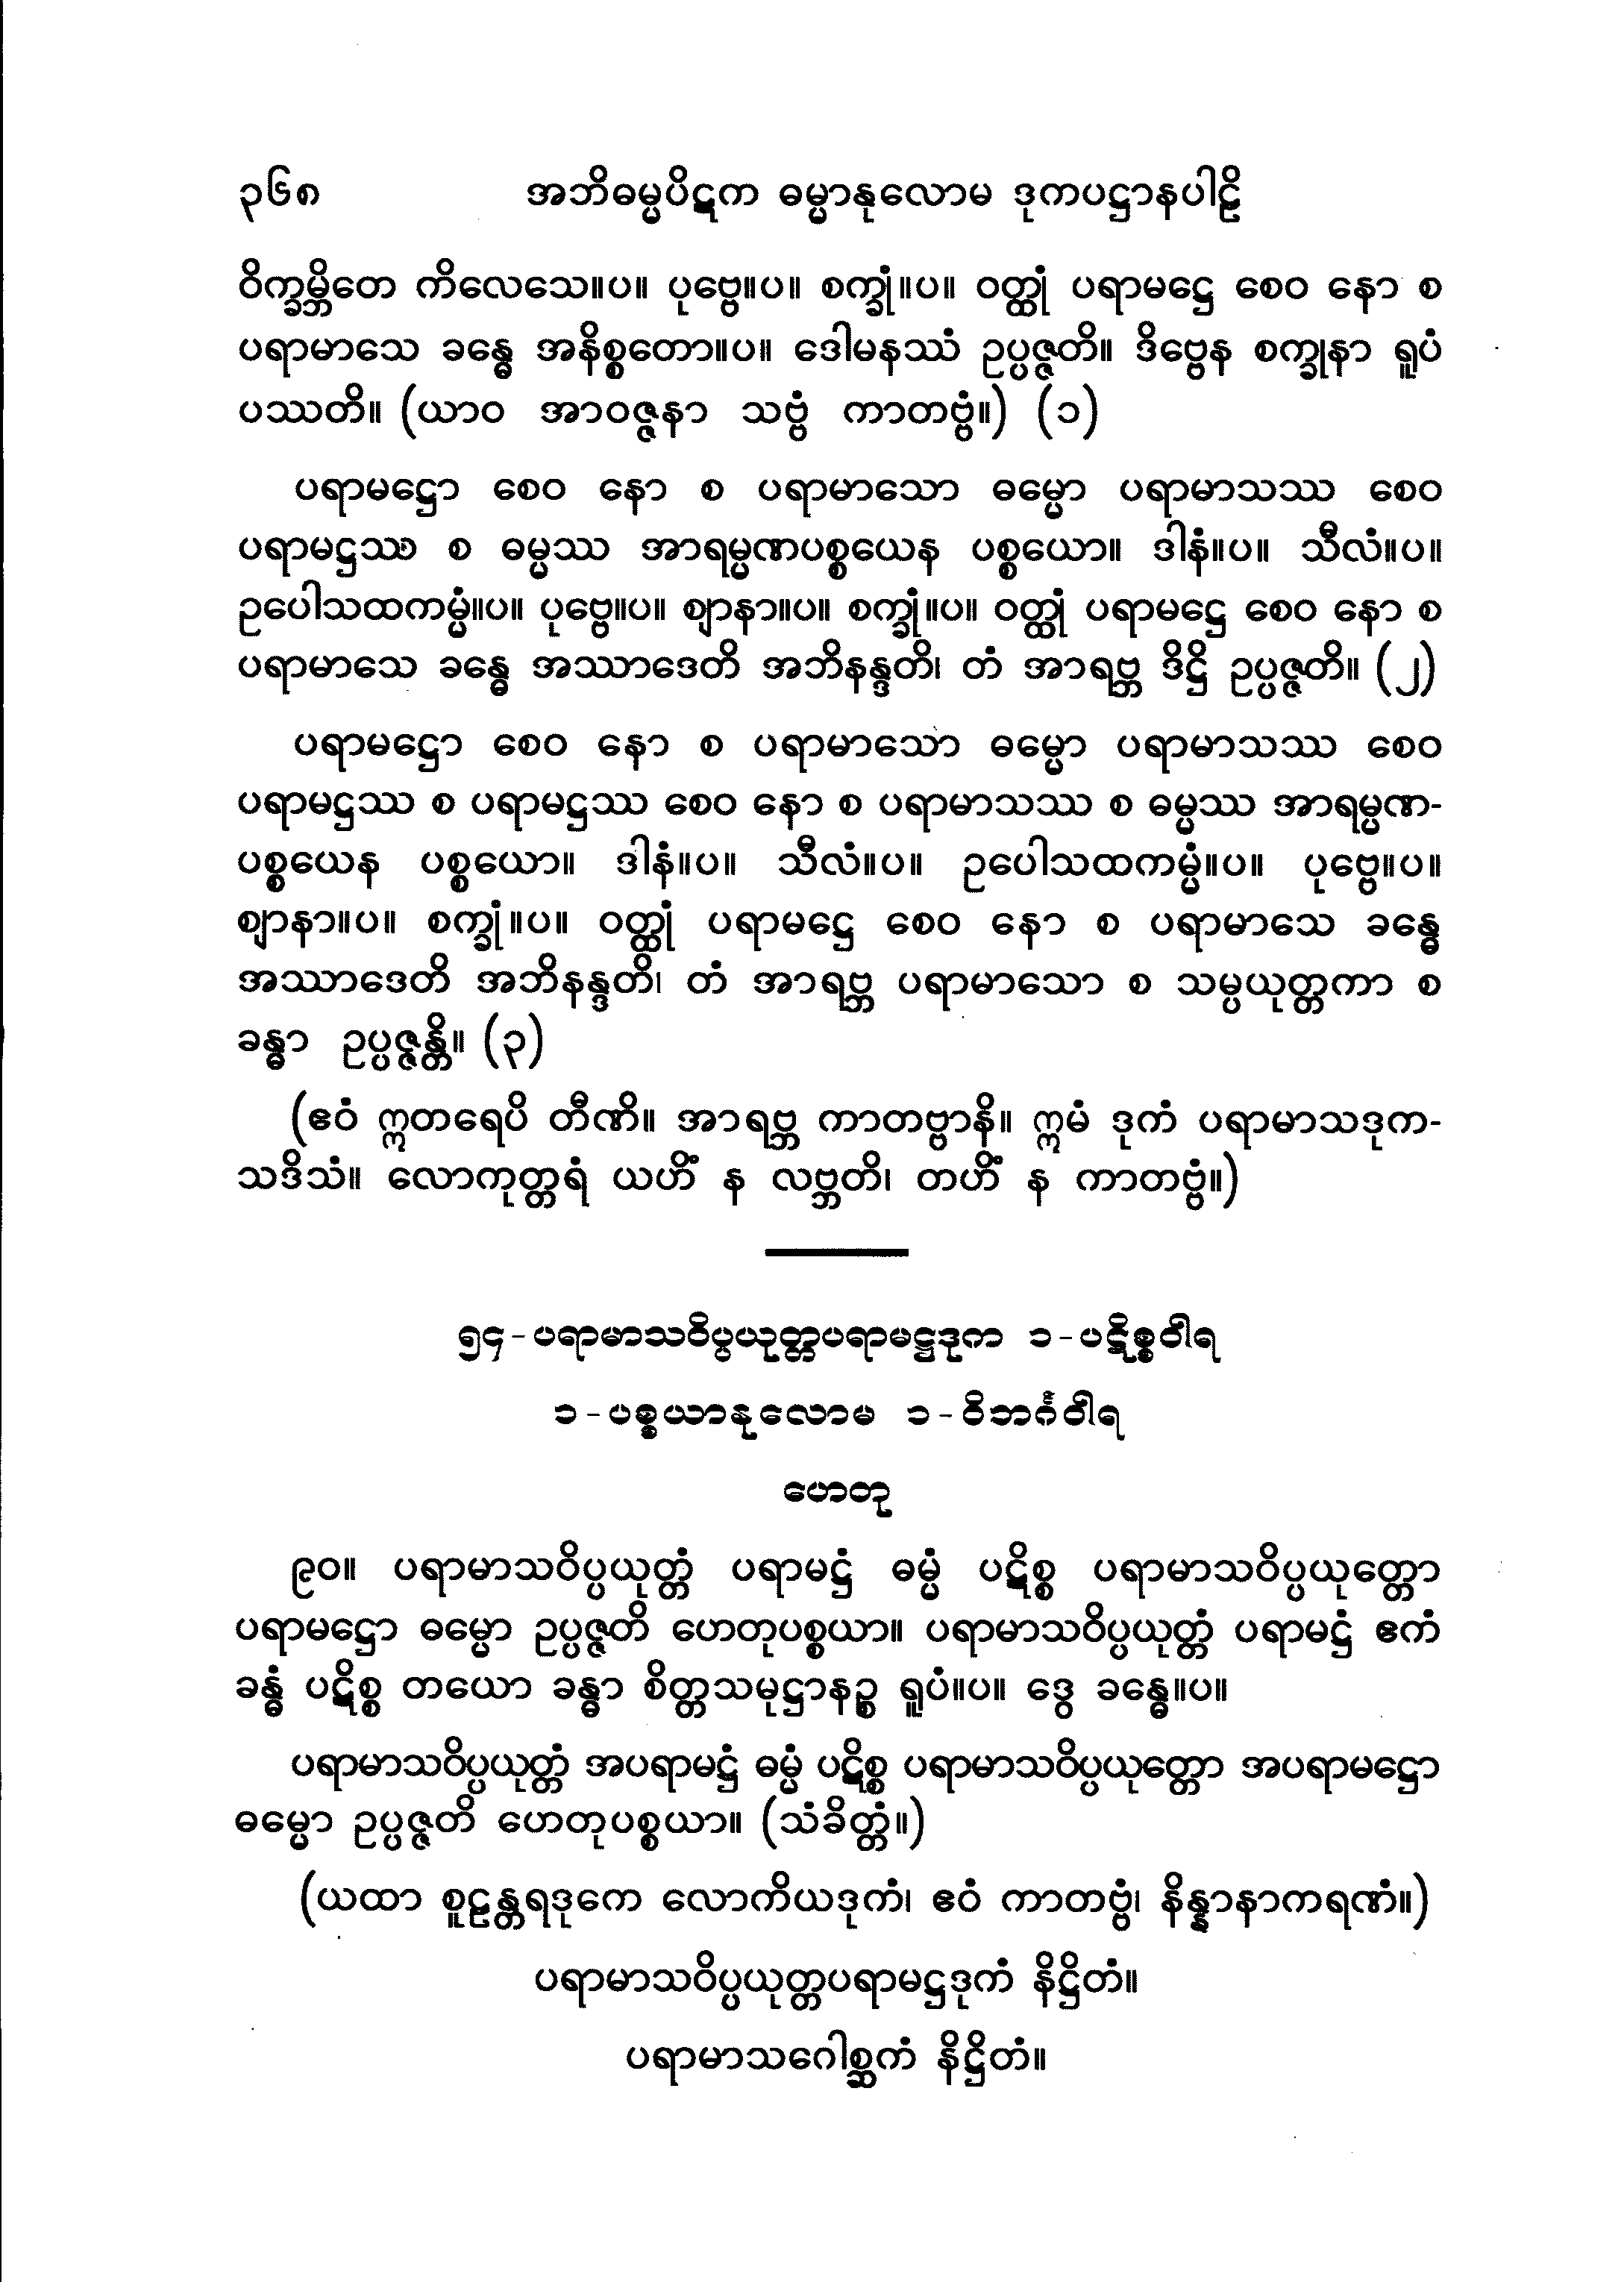 ၃၆၈ အဘိဓမ္မပိဋက ဓမ္မာနုလောမ ဒုကပဋ္ဌာနပါဠိ
ဝိက္ခမ္ဘိတေ ကိလေသေ။ပ။ ပုဗ္ဗေ။ပ။ စက္ခုံ။ပ။ ဝတ္ထုံ ပရာမဋ္ဌေ စေဝ နော စ
ပရာမာသေ ခန္ဓေ အနိစ္စတော။ပ။ ဒေါမနဿံ ဥပ္ပဇ္ဇတိ။ ဒိဗ္ဗေန စက္ခုနာ ရူပံ
ပဿတိ။ (ယာဝ အာဝဇ္ဇနာ သဗ္ဗံ ကာတဗ္ဗံ။) (၁)
ပရာမဋ္ဌော စေဝ နော စ ပရာမာသော ဓမ္မော ပရာမာသဿ စေဝ
ပရာမဋ္ဌဿ စ ဓမ္မဿ အာရမ္မဏပစ္စယေန ပစ္စယော။ ဒါနံ။ပ။ သီလံ။ပ။
ဥပေါသထကမ္မံ။ပ။ ပုဗ္ဗေ။ပ။ ဈာနာ။ပ။ စက္ခုံ။ပ။ ဝတ္ထုံ ပရာမဋ္ဌေ စေဝ နော စ
ပရာမာသေ ခန္ဓေ အဿာဒေတိ အဘိနန္ဒတိ၊ တံ အာရဗ္ဘ ဒိဋ္ဌိ ဥပ္ပဇ္ဇတိ။ (၂)
ပရာမဋ္ဌော စေဝ နော စ ပရာမာသော ဓမ္မော ပရာမာသဿ စေဝ
ပရာမဋ္ဌဿ စ ပရာမဋ္ဌဿ စေဝ နော စ ပရာမာသဿ စ ဓမ္မဿ အာရမ္မဏ-
ပစ္စယေန ပစ္စယော။ ဒါနံ။ပ။ သီလံ။ပ။ ဥပေါသထကမ္မံ။ပ။ ပုဗ္ဗေ။ပ။
ဈာနာ။ပ။ စက္ခုံ။ပ။ ဝတ္ထုံ ပရာမဋ္ဌေ စေဝ နော စ ပရာမာသေ ခန္ဓေ
အဿာဒေတိ အဘိနန္ဒတိ၊ တံ အာရဗ္ဘ ပရာမာသော စ သမ္ပယုတ္တကာ စ
ခန္ဓာ ဥပ္ပဇ္ဇန္တိ။ (၃)
(ဧဝံ ဣတရေပိ တီဏိ။ အာရဗ္ဘ ကာတဗ္ဗာနိ။ ဣမံ ဒုကံ ပရာမာသဒုက-
သဒိသံ။ လောကုတ္တရံ ယဟိံ န လဗ္ဘတိ၊ တဟိံ န ကာတဗ္ဗံ။)
၅၄-ပရာမာသဝိပ္ပယုတ္တပရာမဋ္ဌဒုက ၁-ပဋိစ္စဝါရ
၁-ပစ္စယာနုလောမ ၁-ဝိဘင်္ဂဝါရ
ဟေတု
၉၀။ ပရာမာသဝိပ္ပယုတ္တံ ပရာမဋ္ဌံ ဓမ္မံ ပဋိစ္စ ပရာမာသဝိပ္ပယုတ္တော
ပရာမဋ္ဌော ဓမ္မော ဥပ္ပဇ္ဇတိ ဟေတုပစ္စယာ။ ပရာမာသဝိပ္ပယုတ္တံ ပရာမဋ္ဌံ ဧကံ
ခန္ဓံ ပဋိစ္စ တယော ခန္ဓာ စိတ္တသမုဋ္ဌာနဉ္စ ရူပံ။ပ။ ဒွေ ခန္ဓေ။ပ။
ပရာမာသဝိပ္ပယုတ္တံ အပရာမဋ္ဌံ ဓမ္မံ ပဋိစ္စ ပရာမာသဝိပ္ပယုတ္တော အပရာမဋ္ဌော
ဓမ္မော ဥပ္ပဇ္ဇတိ ဟေတုပစ္စယာ။ (သံခိတ္တံ။)
(ယထာ စူဠန္တရဒုကေ လောကိယဒုကံ၊ ဧဝံ ကာတဗ္ဗံ၊ နိန္နာနာကရဏံ။)
ပရာမာသဝိပ္ပယုတ္တပရာမဋ္ဌဒုကံ နိဋ္ဌိတံ။
ပရာမာသဂေါစ္ဆကံ နိဋ္ဌိတံ။